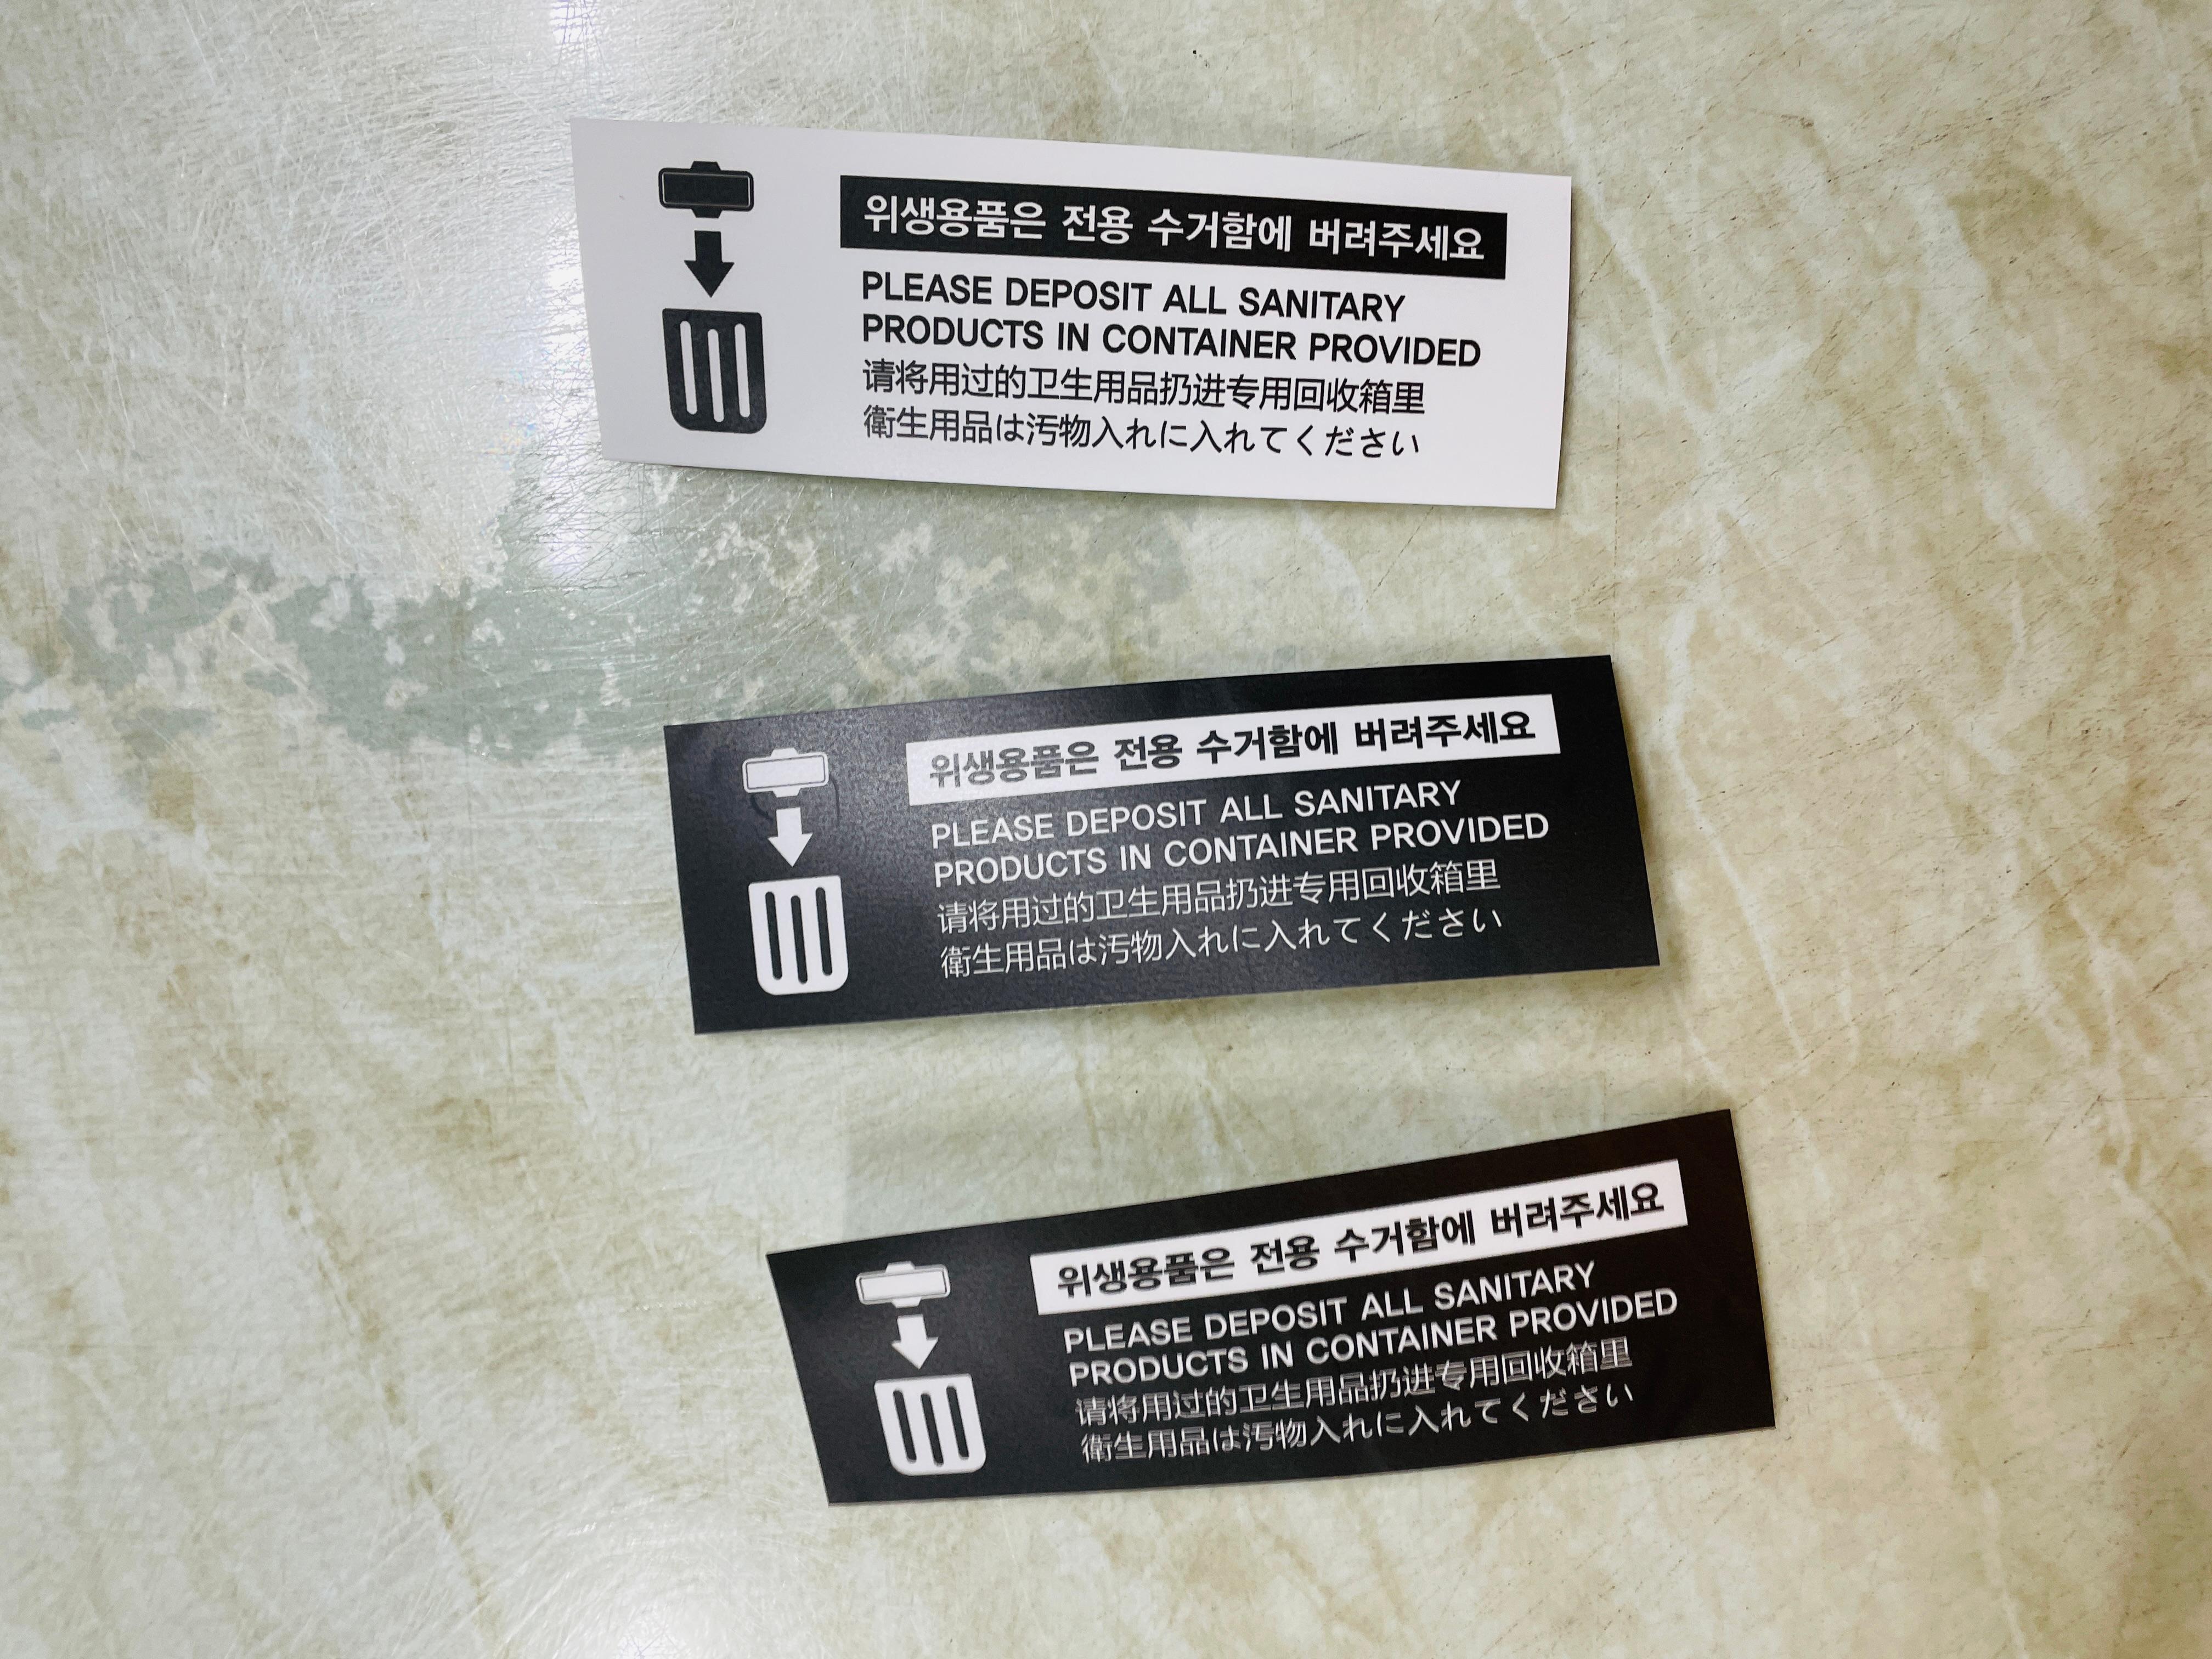 위생용품은 전용 수거함에 버려주세요
PLEASE DEPOSIT ALL SANITARY
PRODUCTS IN CONTAINER PROVIDED
请将用过的卫生用品扔进专用回收箱里
衛生用品は汚物入れに入れてください
위생용품은 전용 수거함에 버려주세요
PLEASE DEPOSIT ALL SANITARY
PRODUCTS IN CONTAINER PROVIDED
请将用过的卫生用品扔进专用回收箱里
衛生用品は汚物入れに入れてください
위생용품은 전용 수거함에 버려주세요
PLEASE DEPOSIT ALL SANITARY
PRODUCTS IN CONTAINER PROVIDED
请将用过的卫生用品扔进专用回收箱里
衛生用品は汚物入れに入れてください